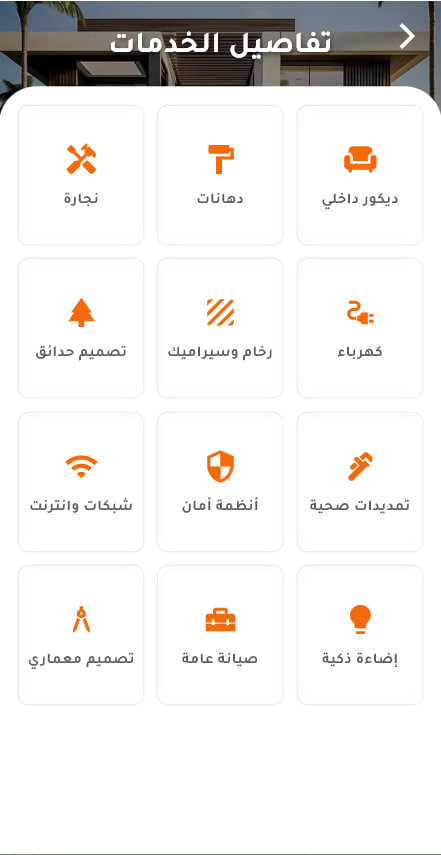 تفاصيل الخدمات
ديكور داخلي
دهانات
نجارة
كهرباء
رخام وسيراميك
تصميم حدائق
تمديدات صحية
أنظمة أمان
شبكات وانترنت
إضاءة ذكية
صيانة عامة
تصميم معماري